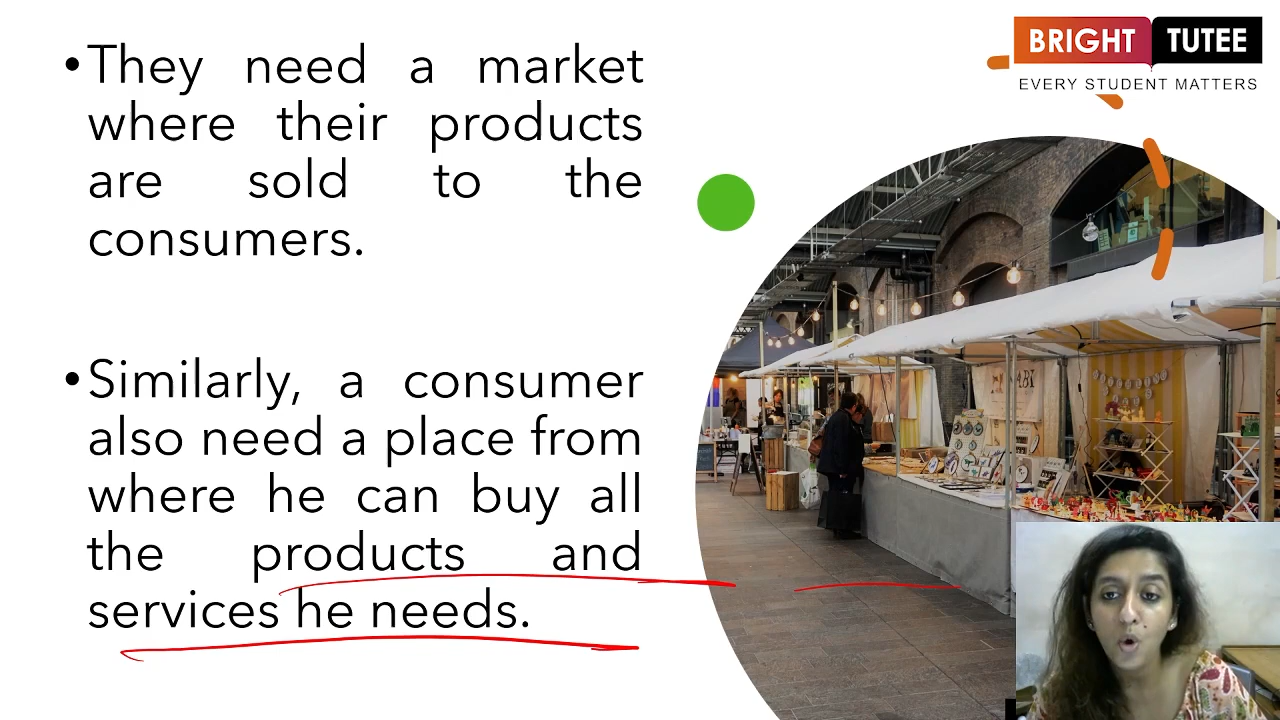 BRIGHT TUTEE
EVERY STUDENT MATTERS
•They need a market
where their products
are sold to the
consumers.
•Similarly, a consumer
also need a place from
where he can buy all
the products and
services he needs.